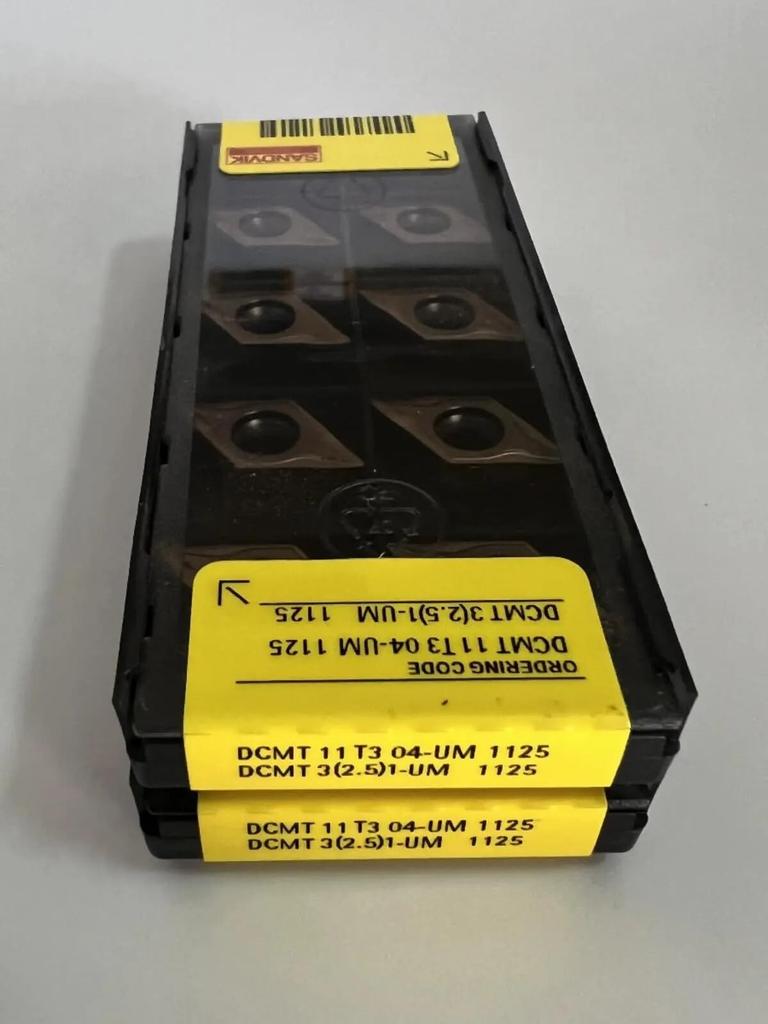 SANDVIK
DCMT 3(2.5)1-UM 1125
DCMT 11 T3 04-UM 1125
ORDERING CODE
DCMT 11 T3 04-UM 1125
DCMT 3(2.5)1-UM 1125
DCMT 11 T3 04-UM 1125
DCMT 3(2.5)1-UM 1125